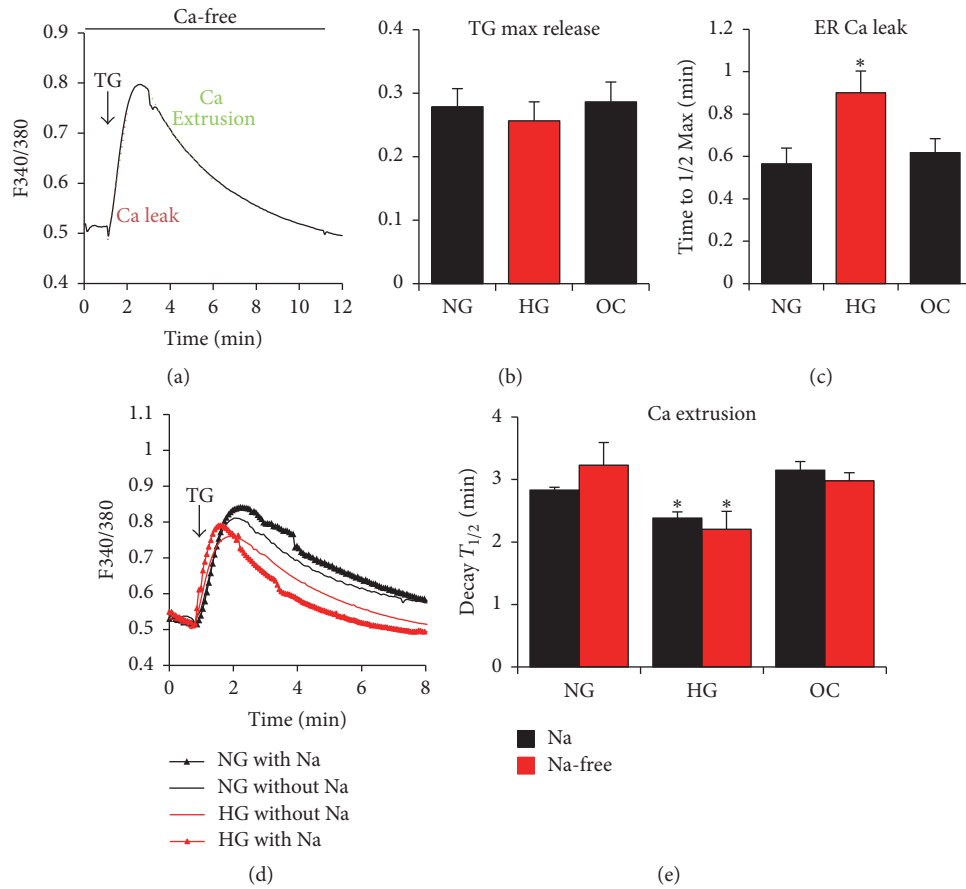 Ca-free
TG
Ca
Extrusion
Ca leak
F340/380
0.9
0.8
0.7
0.6
0.5
0.4
0 2 4 6 8 10 12
Time (min)
(a)
TG max release
0.4
0.3
0.2
0.1
0
NG HG OC
(b)
ER Ca leak
Time to 1/2 Max (min)
1.2
1
0.8
0.6
0.4
0.2
0
*
NG HG OC
(c)
F340/380
1.1
1
0.9
0.8
0.7
0.6
0.5
0.4
TG
0 2 4 6 8
Time (min)
NG with Na
NG without Na
HG without Na
HG with Na
(d)
Ca extrusion
Decay T1/2 (min)
4
3
2
1
0
* *
NG HG OC
Na
Na-free
(e)